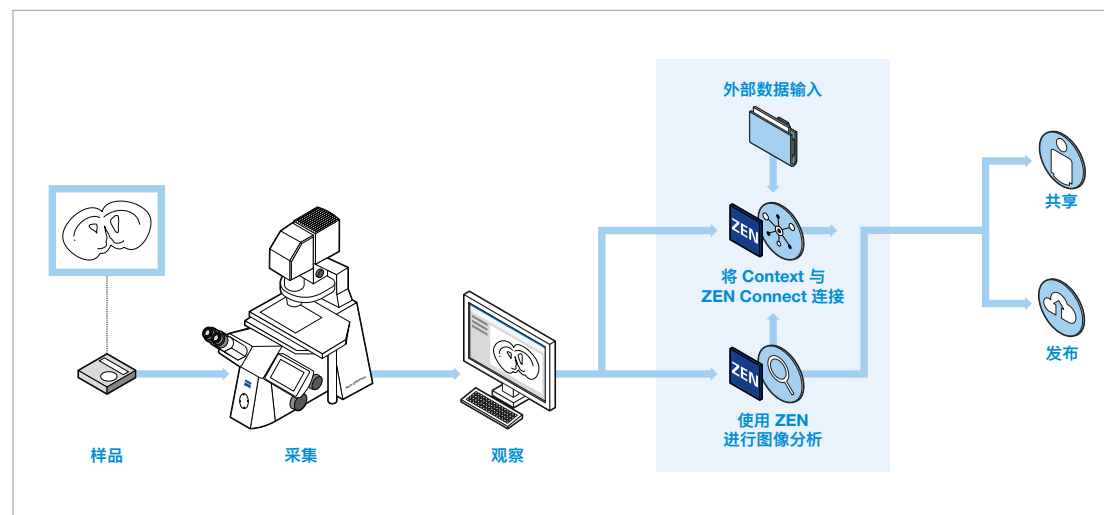 外部数据输入
ZEN
将 Context 与
ZEN Connect 连接
ZEN
使用 ZEN
进行图像分析
样品
采集
观察
共享
发布